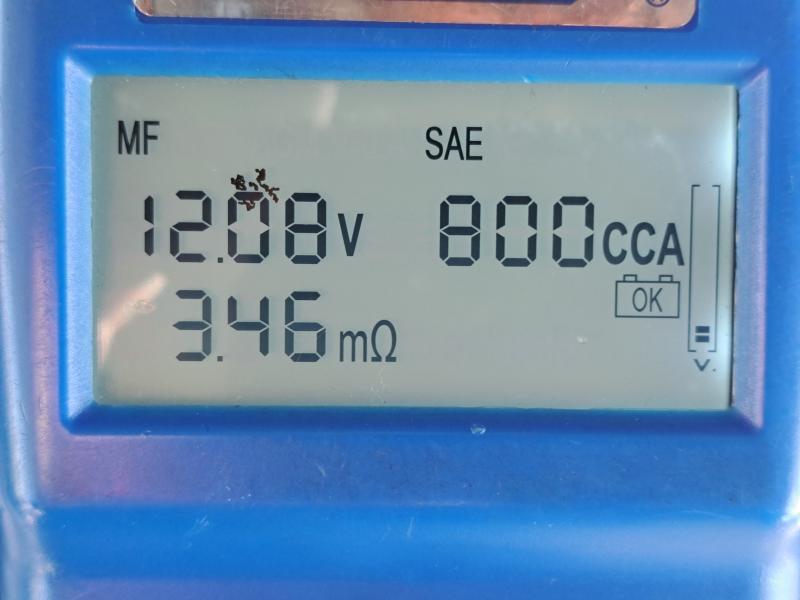 MF SAE
12.08V 800CCA
OK
3.46mΩ
V.